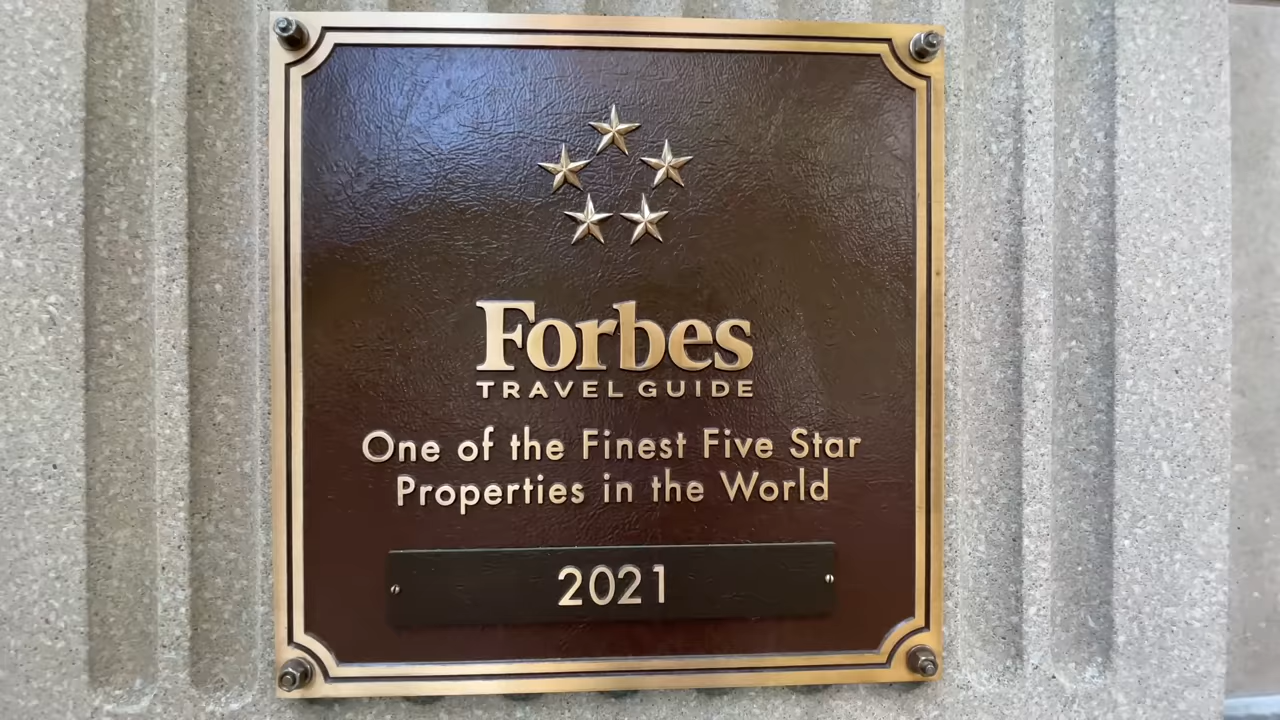 Forbes
TRAVEL GUIDE
One of the Finest Five Star
Properties in the World
2021